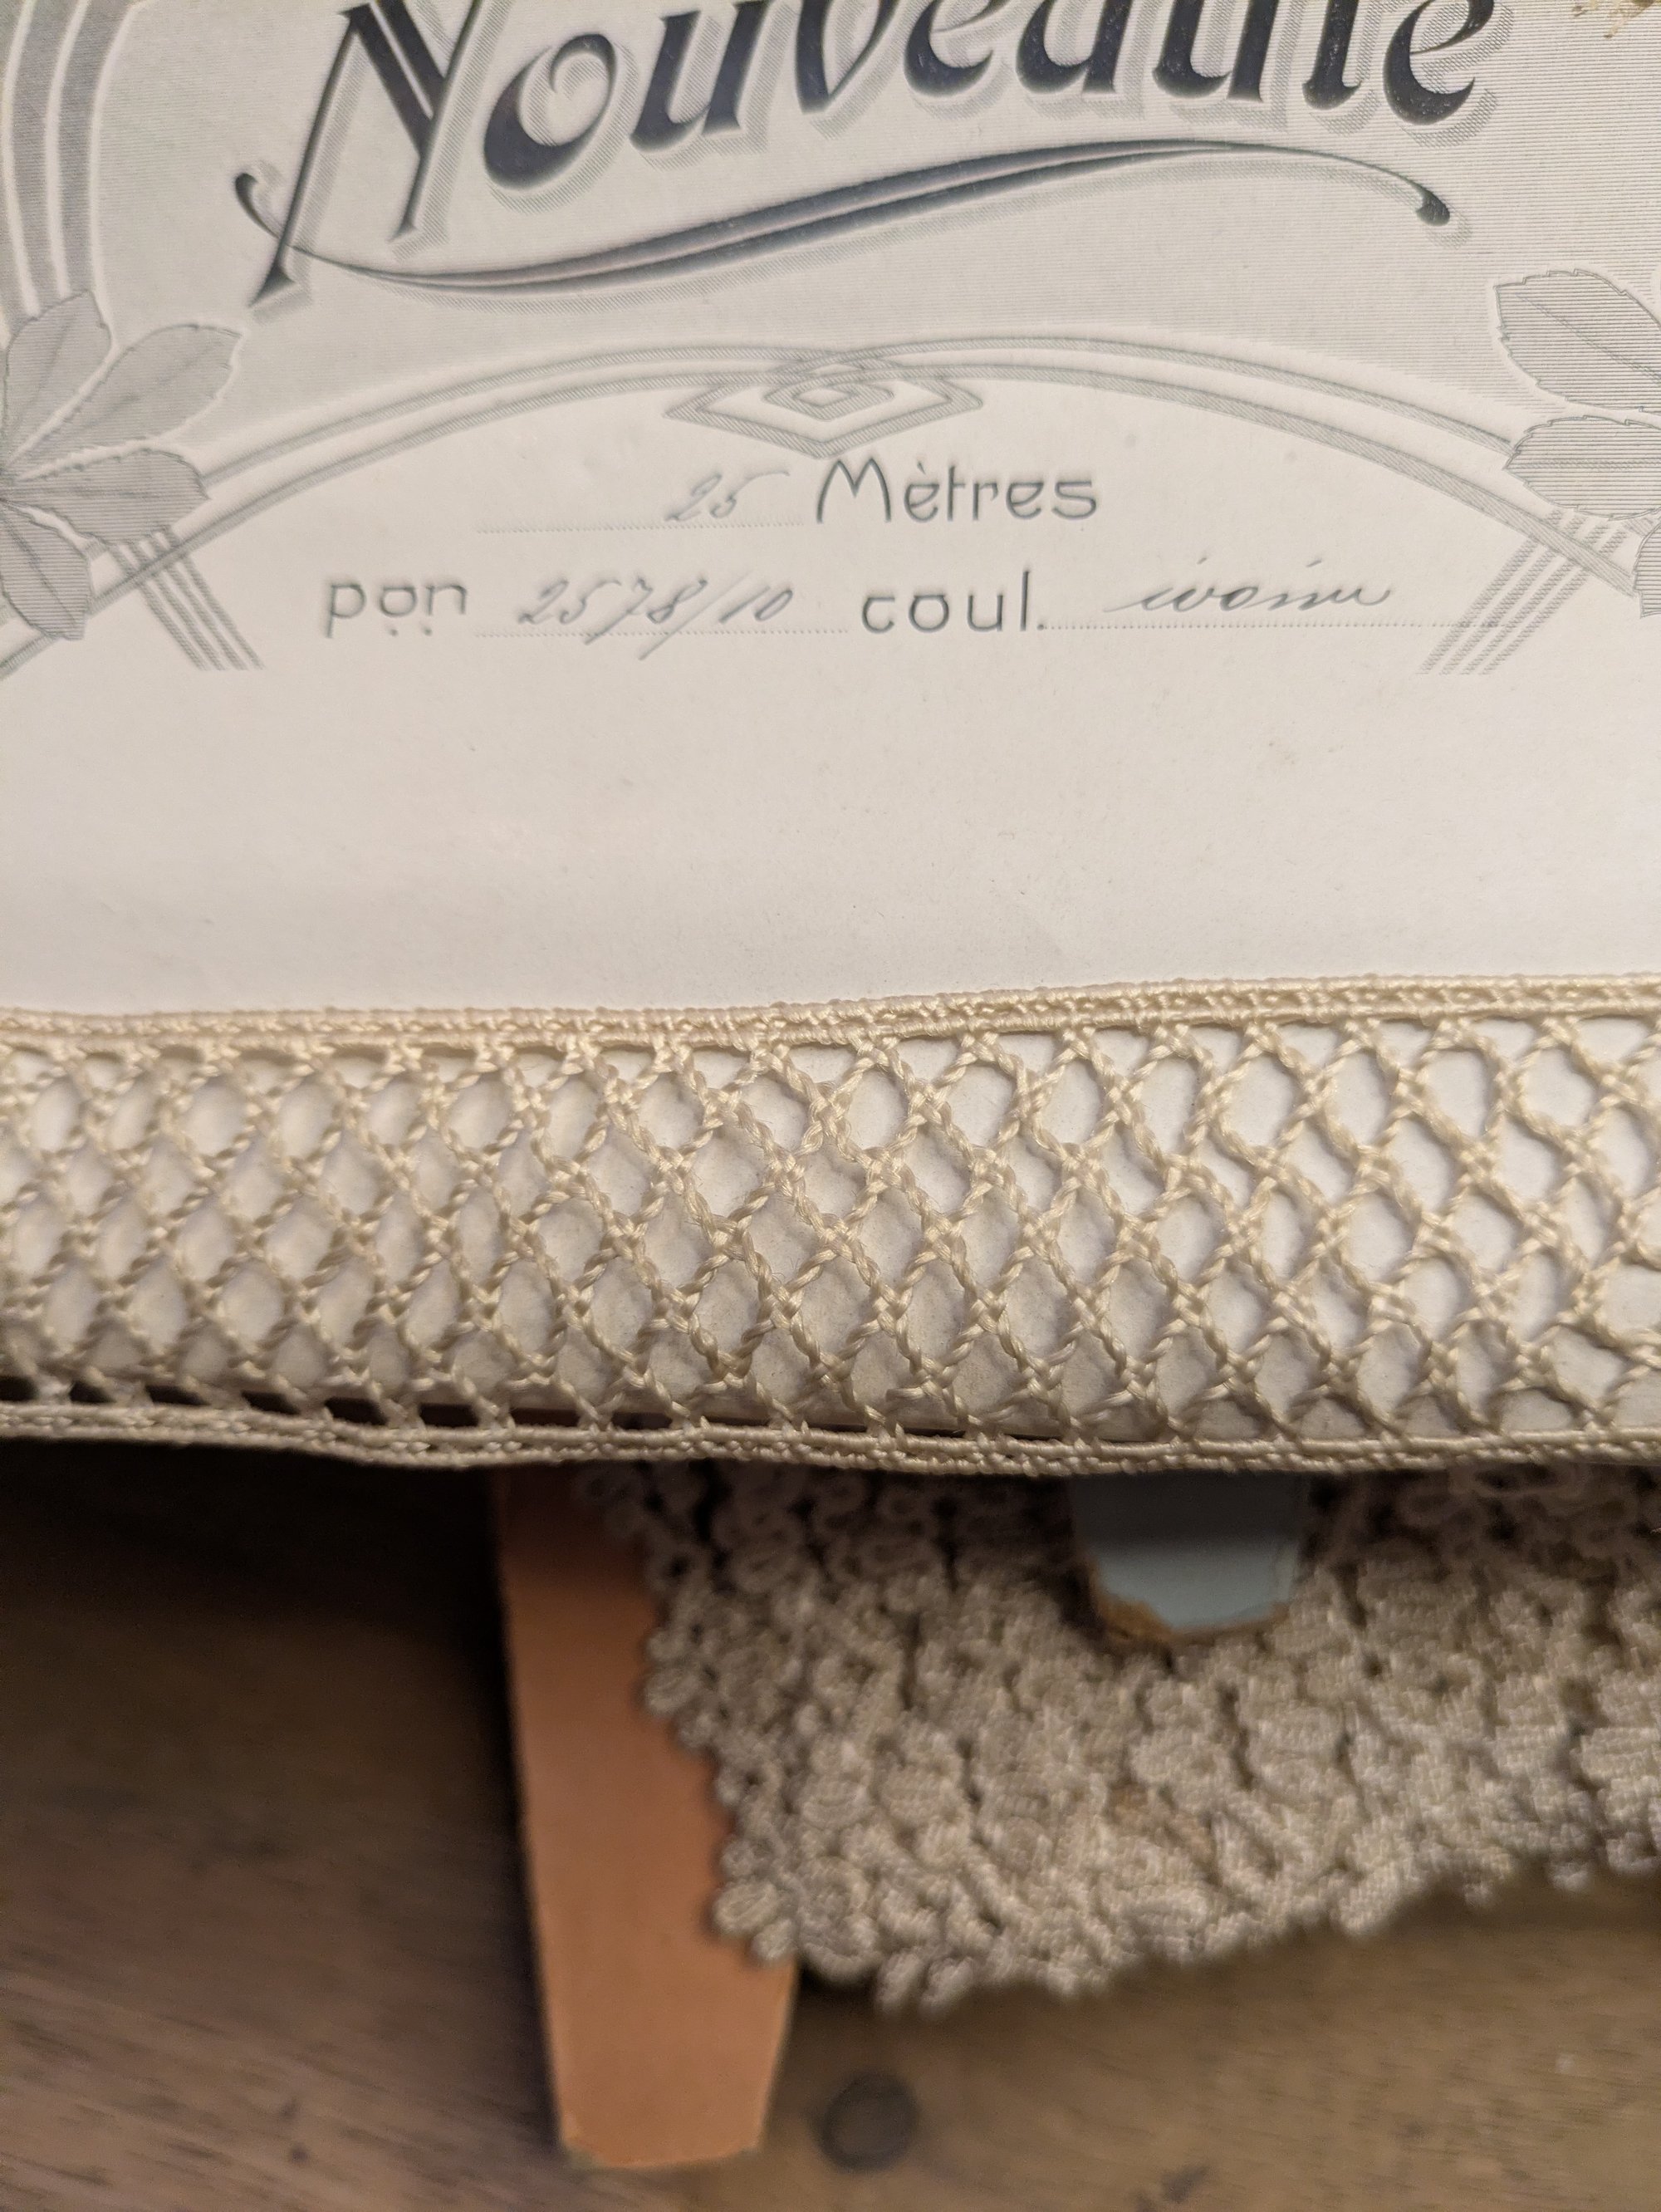 Nouveauté
25 Mètres
pon 2578/10 coul. ivoire